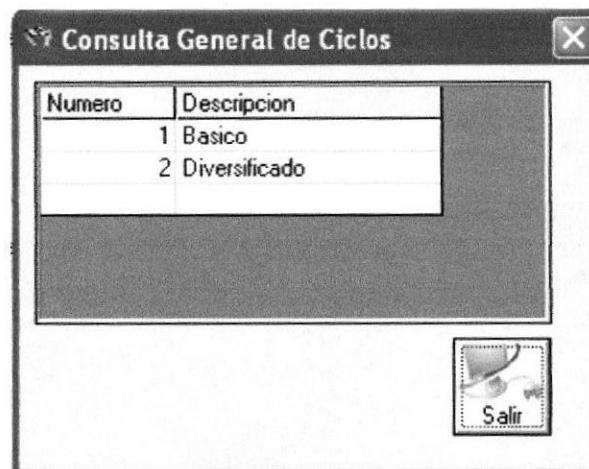 Consulta General de Ciclos
Numero Descripcion
1 Basico
2 Diversificado
Salir